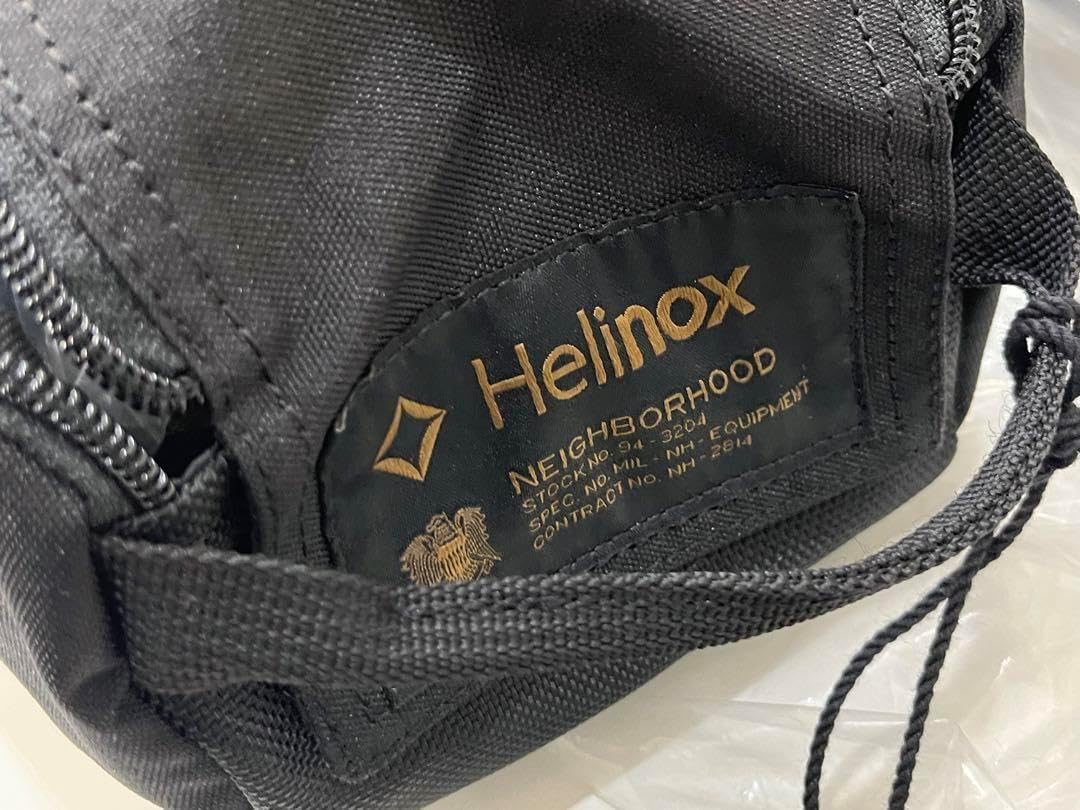 Helinox
NEIGHBORHOOD
STOCK No. 94 - 3204
SPEC. NO. MIL - NH - EQUIPMENT
CONTRACT No. NH - 2814